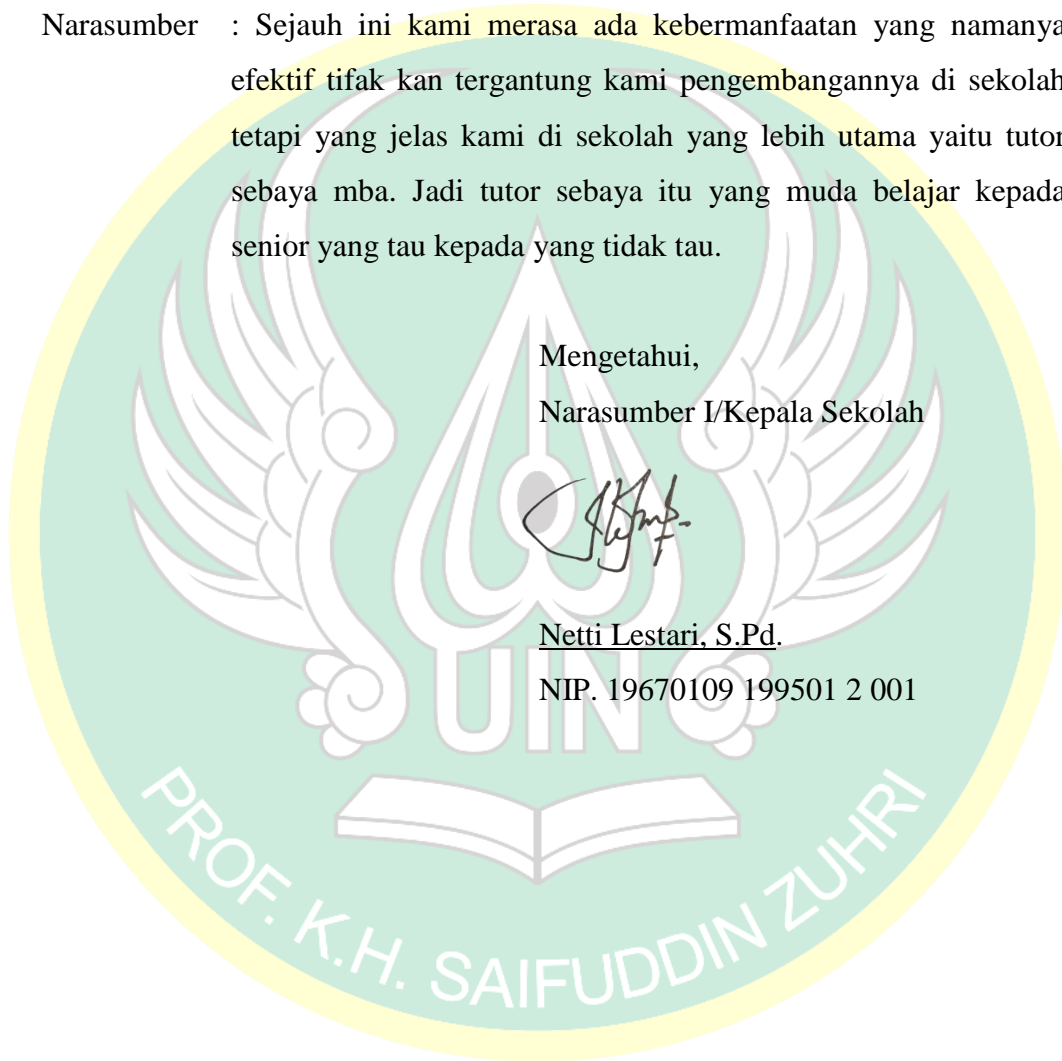 Narasumber : Sejauh ini kami merasa ada kebermanfaatan yang namanya
efektif tifak kan tergantung kami pengembangannya di sekolah
tetapi yang jelas kami di sekolah yang lebih utama yaitu tutor
sebaya mba. Jadi tutor sebaya itu yang muda belajar kepada
senior yang tau kepada yang tidak tau.
Mengetahui,
Narasumber I/Kepala Sekolah
Netti Lestari, S.Pd.
NIP. 19670109 199501 2 001
UIN
PROF. K.H. SAIFUDDIN ZUHRI